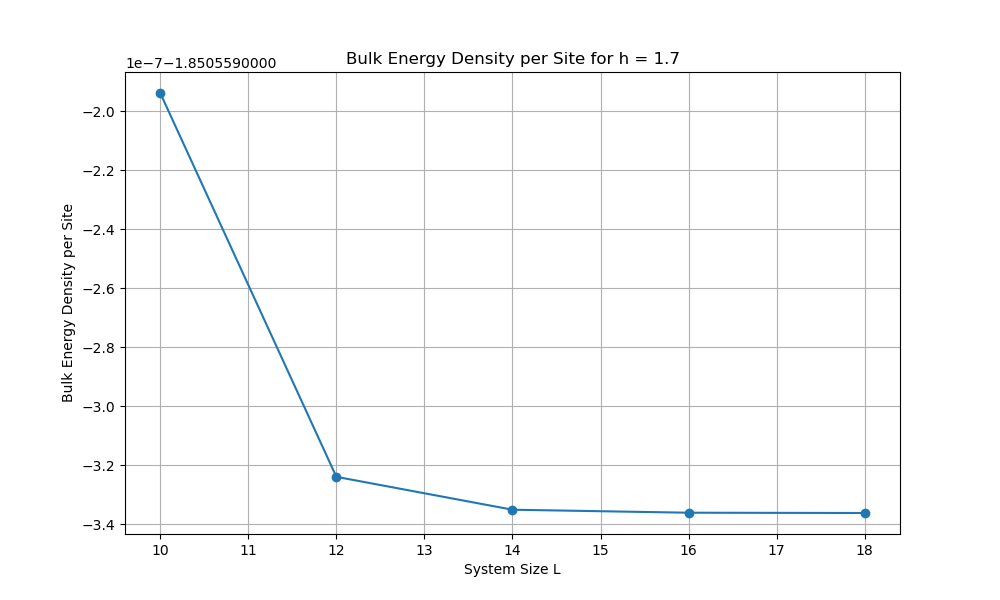 Bulk Energy Density per Site for h = 1.7
1e−7−1.8505590000
Bulk Energy Density per Site
−2.0
−2.2
−2.4
−2.6
−2.8
−3.0
−3.2
−3.4
10 11 12 13 14 15 16 17 18
System Size L